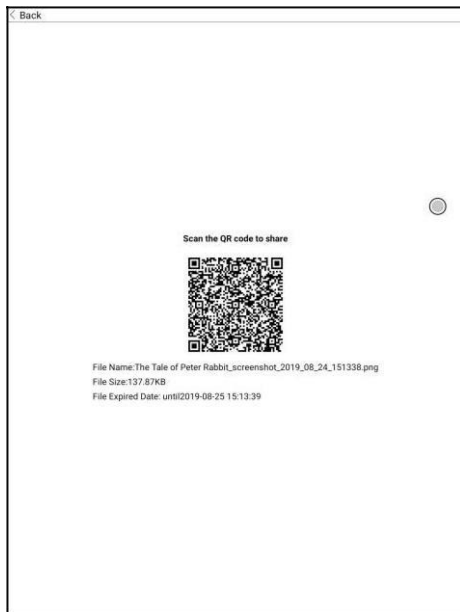 Back
Scan the QR code to share
File Name:The Tale of Peter Rabbit_screenshot_2019_08_24_151338.png
File Size:137.87KB
File Expired Date: until2019-08-25 15:13:39